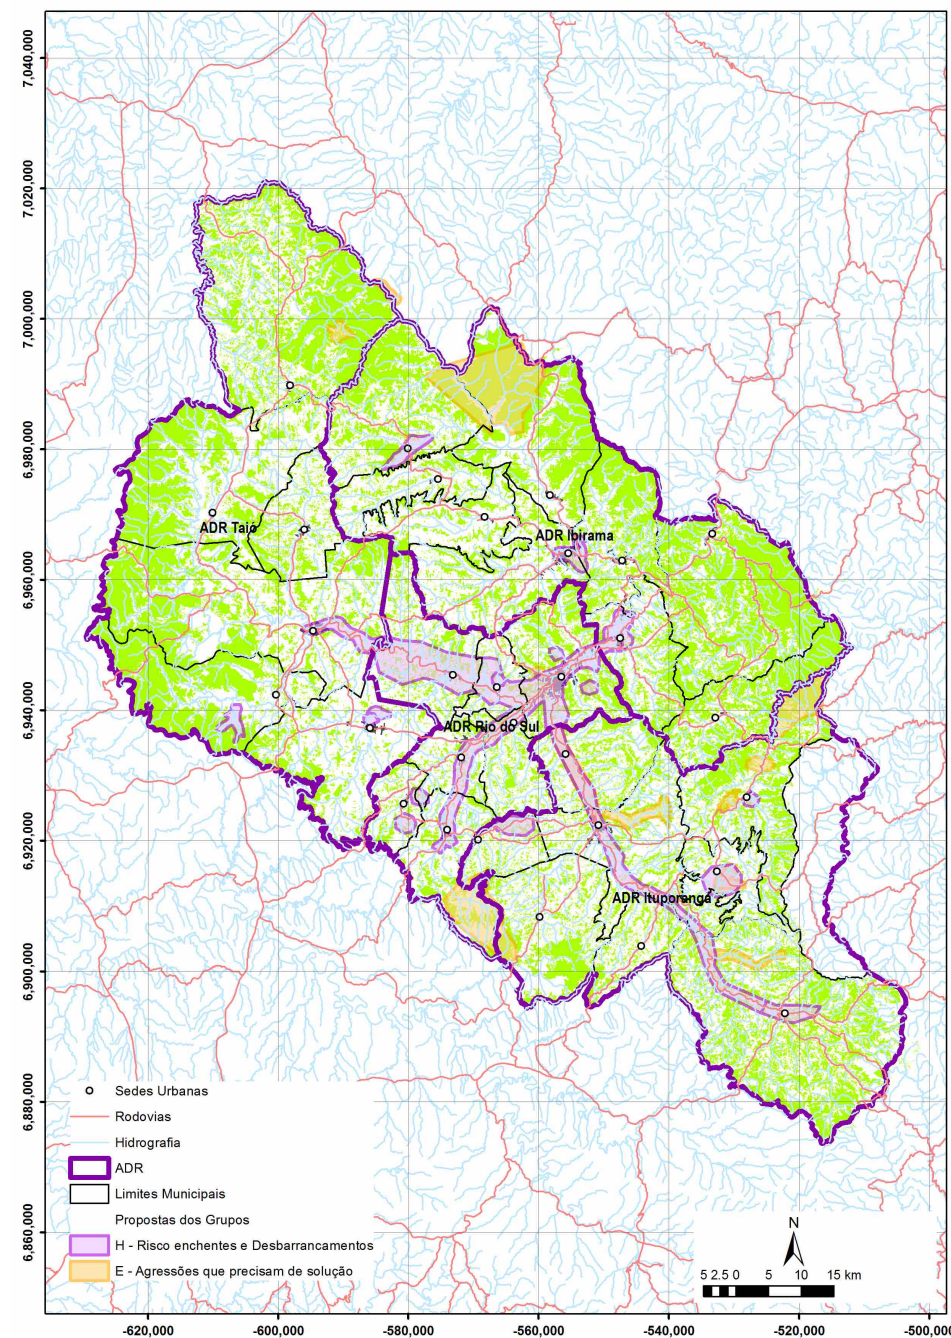 7,040,000
7,020,000
7,000,000
6,980,000
6,960,000
6,940,000
6,920,000
6,900,000
6,880,000
6,860,000
ADR Taió
ADR Ibirama
ADR Rio do Sul
ADR Ituporanga
Sedes Urbanas
Rodovias
Hidrografia
ADR
Limites Municipais
Propostas dos Grupos
H - Risco enchentes e Desbarrancamentos
E - Agressões que precisam de solução
N
5 2.5 0 5 10 15 km
-620,000 -600,000 -580,000 -560,000 -540,000 -520,000 -500,000